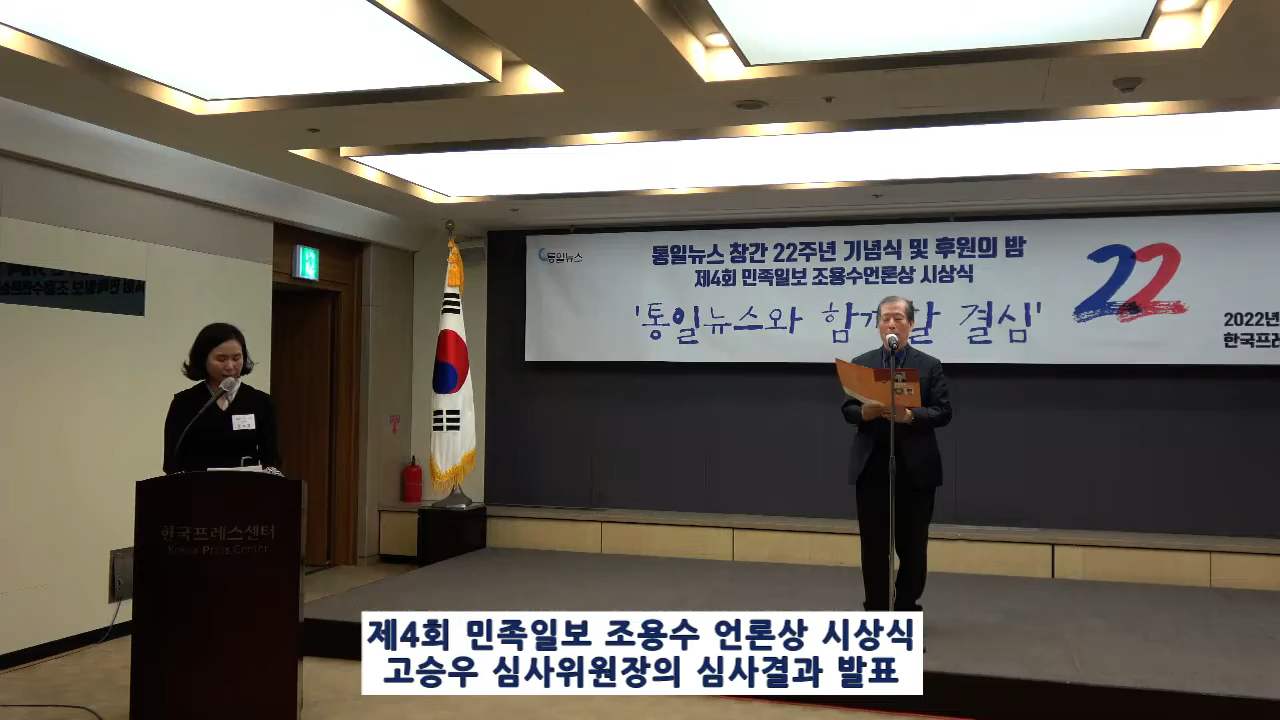 통일뉴스
통일뉴스 창간 22주년 기념식 및 후원의 밤
제4회 민족일보 조용수언론상 시상식
'통일뉴스와 함께 날 결심'
22
2022년
한국프레
한국프레스센터
Korea Press Center
제4회 민족일보 조용수 언론상 시상식
고승우 심사위원장의 심사결과 발표